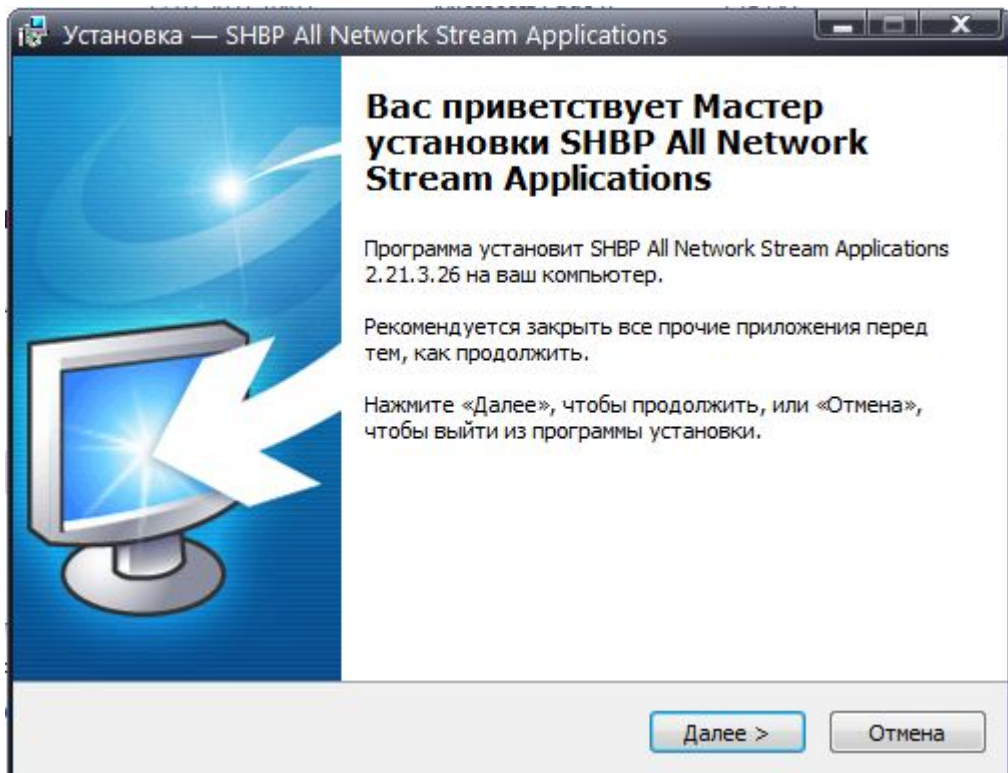 Установка — SHBP All Network Stream Applications
Вас приветствует Мастер
установки SHBP All Network
Stream Applications
Программа установит SHBP All Network Stream Applications
2.21.3.26 на ваш компьютер.
Рекомендуется закрыть все прочие приложения перед
тем, как продолжить.
Нажмите «Далее», чтобы продолжить, или «Отмена»,
чтобы выйти из программы установки.
Далее >
Отмена